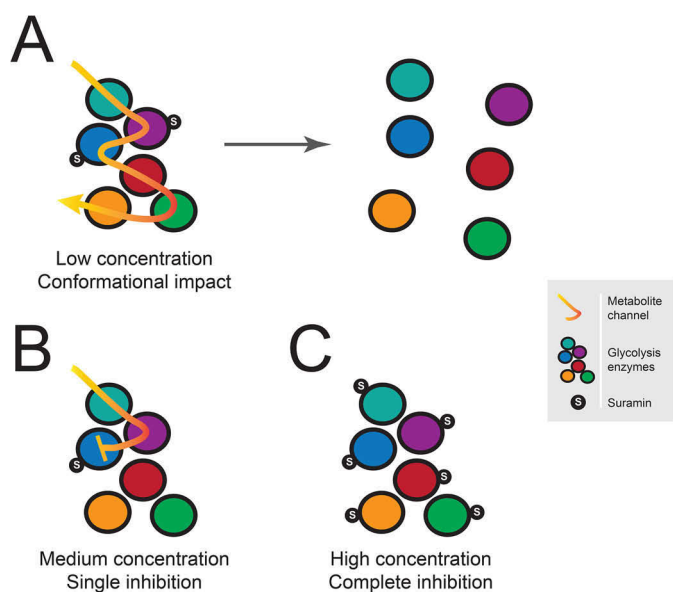 A
S
S
Low concentration
Conformational impact
Metabolite
channel
Glycolysis
enzymes
S
Suramin
B
S
Medium concentration
Single inhibition
C
S
S
S
S
S
S
High concentration
Complete inhibition